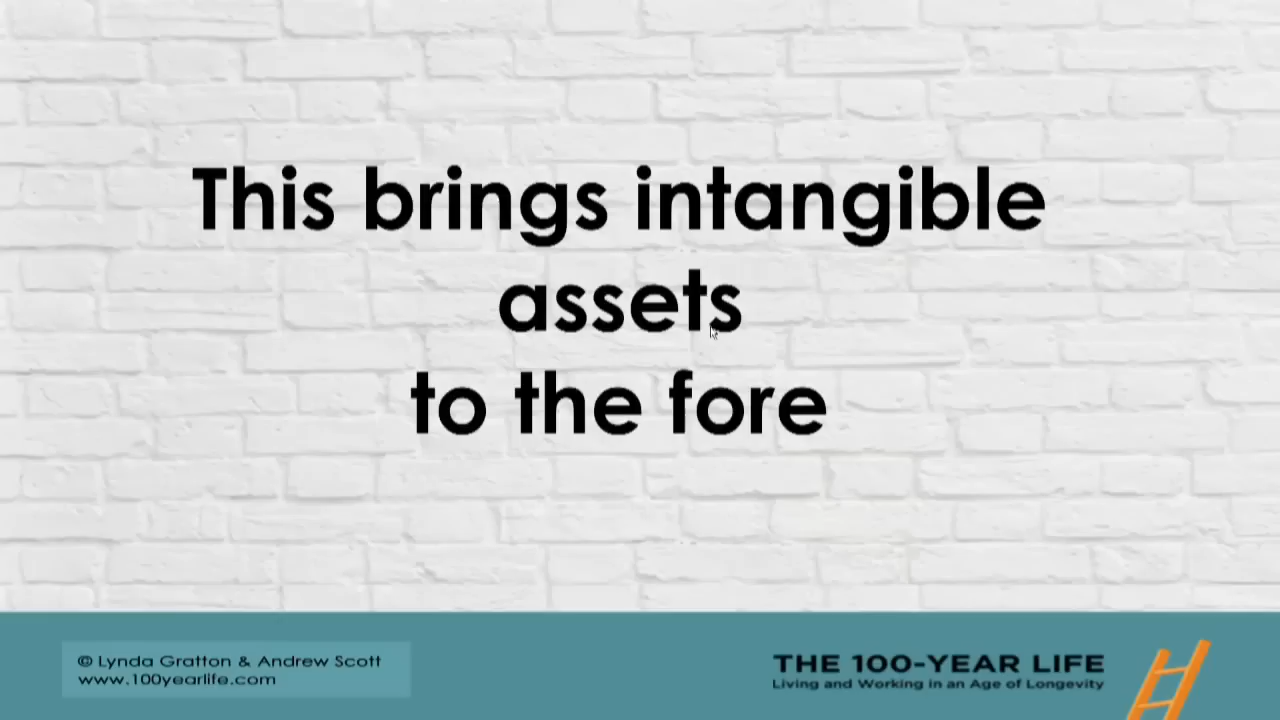 This brings intangible
assets
to the fore
© Lynda Gratton & Andrew Scott
www.100yearlife.com
THE 100-YEAR LIFE
Living and Working in an Age of Longevity